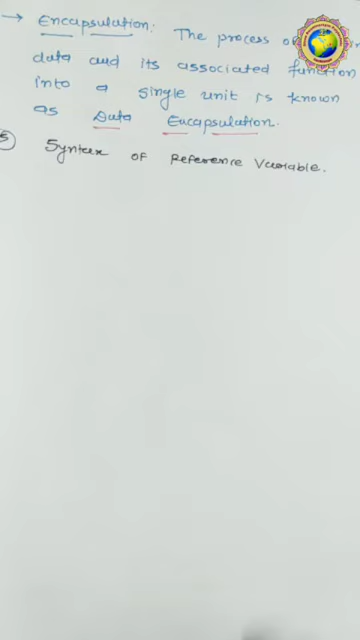 → Encapsulation: The process of
data and its associated function
into a single unit is known
as Data Encapsulation.
5 Syntax of Reference Variable.